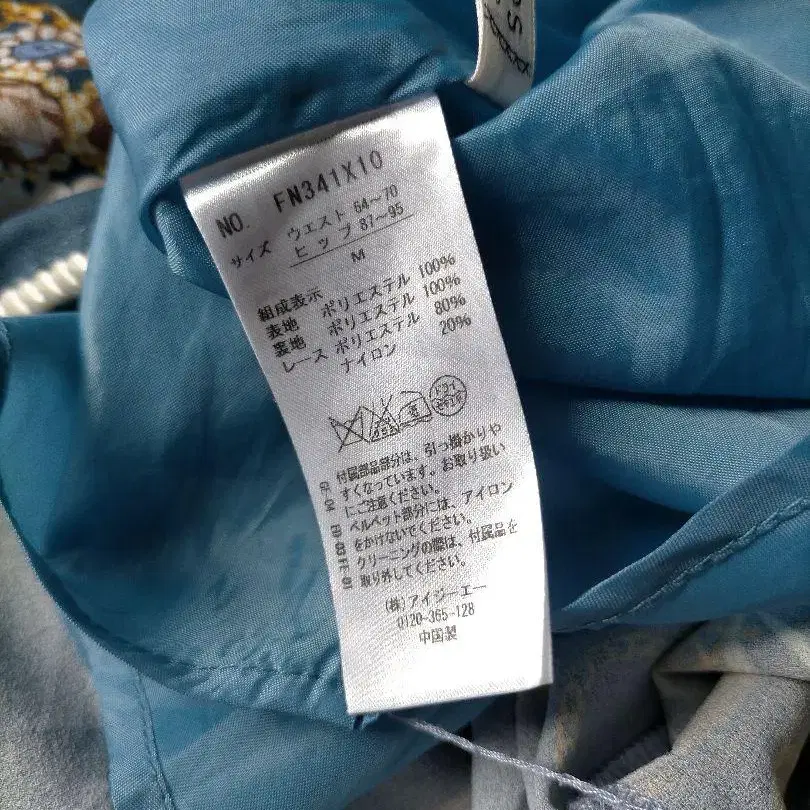 NO. FN341X10
サイズ ウエスト 64～70
ヒップ 87～95
M
組成表示
表地 ポリエステル 100%
裏地 ポリエステル 100%
レース ポリエステル 80%
ナイロン 20%
ドライ
付属部品部分は、引っ掛かりや
すくなっています。お取り扱い
にご注意ください。
ベルベット部分には、アイロン
をかけないでください。
クリーニングの際は、付属品を
取り外してください。
(株)アイジーエー
0120-365-128
中国製